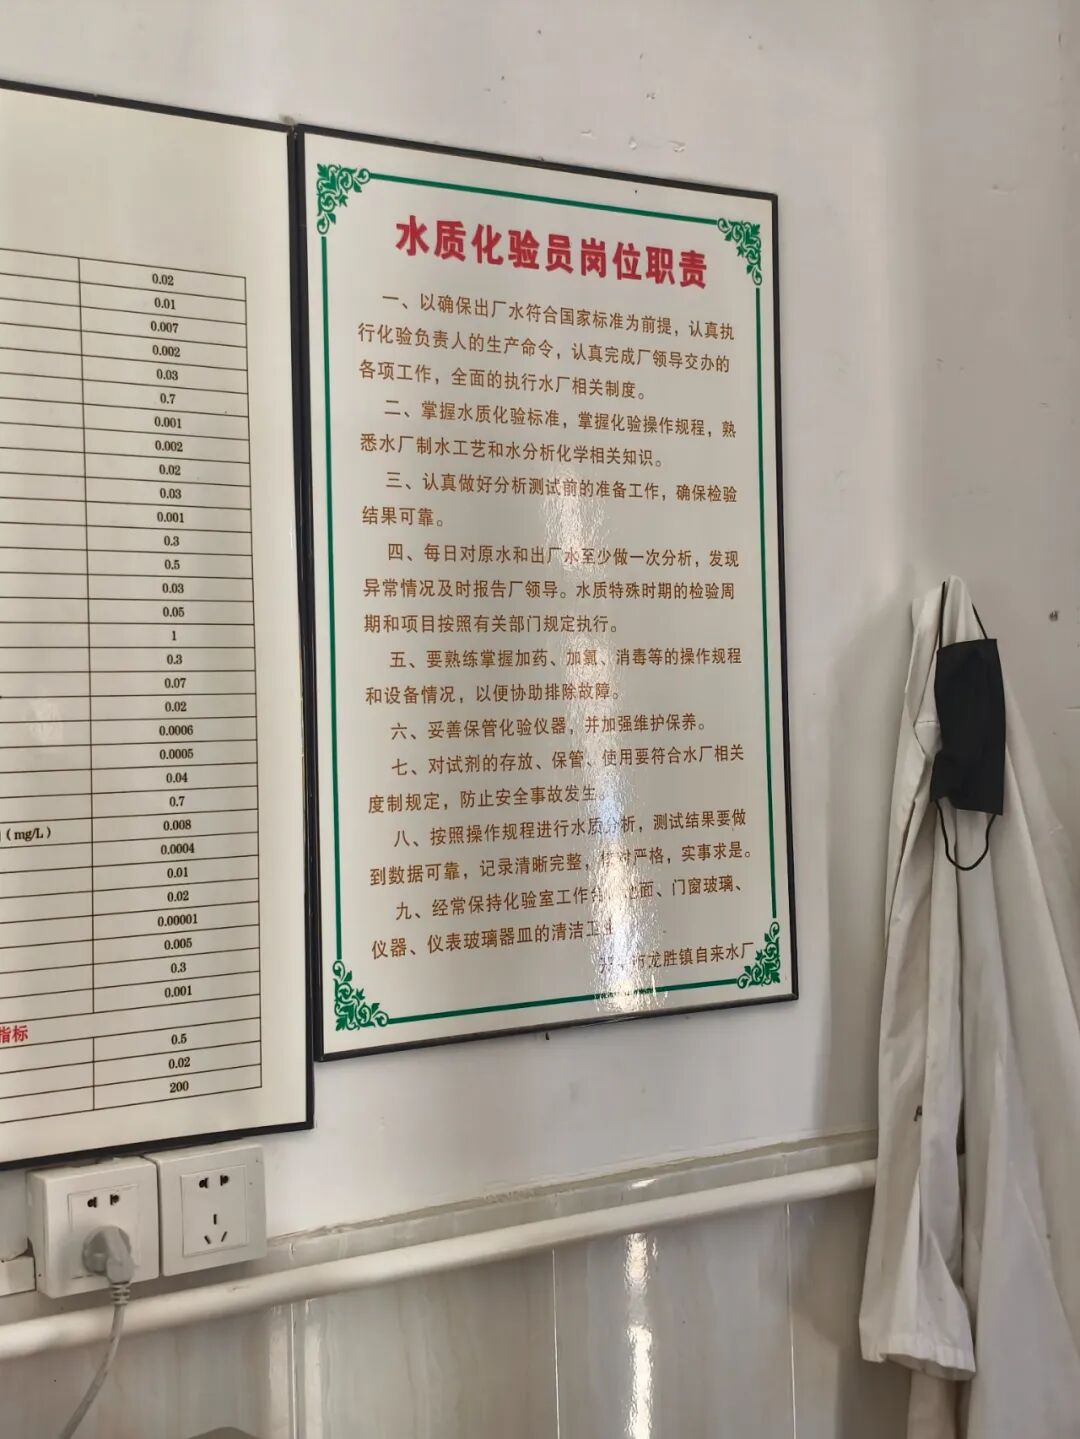 0.02
0.01
0.007
0.002
0.03
0.7
0.001
0.002
0.02
0.03
0.001
0.3
0.5
0.03
0.05
1
0.3
0.07
0.02
0.0006
0.0005
0.04
0.7
（mg/L） 0.008
0.0004
0.01
0.02
0.00001
0.005
0.3
0.001
指标
0.5
0.02
200
水质化验员岗位职责
一、以确保出厂水符合国家标准为前提，认真执
行化验负责人的生产命令，认真完成厂领导交办的
各项工作，全面的执行水厂相关制度。
二、掌握水质化验标准，掌握化验操作规程，熟
悉水厂制水工艺和水分析化学相关知识。
三、认真做好分析测试前的准备工作，确保检验
结果可靠。
四、每日对原水和出厂水至少做一次分析，发现
异常情况及时报告厂领导。水质特殊时期的检验周
期和项目按照有关部门规定执行。
五、要熟练掌握加药、加氯、消毒等的操作规程
和设备情况，以便协助排除故障。
六、妥善保管化验仪器，并加强维护保养。
七、对试剂的存放、保管、使用要符合水厂相关
度制规定，防止安全事故发生。
八、按照操作规程进行水质分析，测试结果要做
到数据可靠，记录清晰完整，核对严格，实事求是。
九、经常保持化验室工作台、地面、门窗玻璃、
仪器、仪表玻璃器皿的清洁卫生
市龙胜镇自来水厂